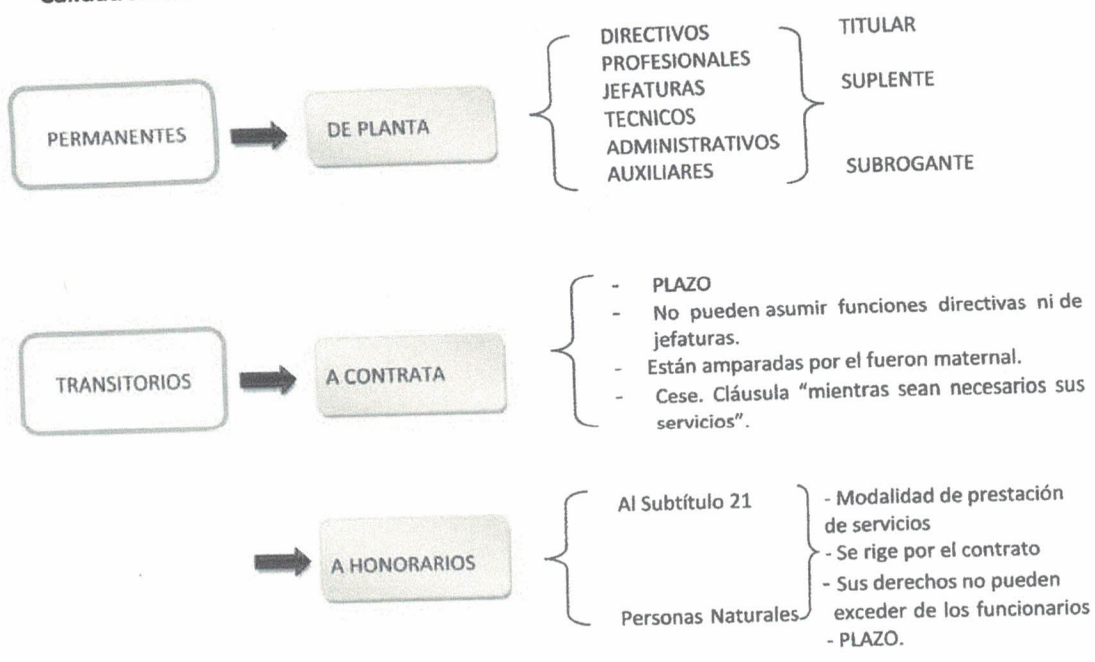 PERMANENTES
DE PLANTA
DIRECTIVOS
PROFESIONALES
JEFATURAS
TECNICOS
ADMINISTRATIVOS
AUXILIARES
TITULAR
SUPLENTE
SUBROGANTE
TRANSITORIOS
A CONTRATA
- PLAZO
- No pueden asumir funciones directivas ni de
jefaturas.
- Están amparadas por el fueron maternal.
- Cese. Cláusula "mientras sean necesarios sus
servicios".
A HONORARIOS
Al Subtítulo 21
Personas Naturales
- Modalidad de prestación
de servicios
- Se rige por el contrato
- Sus derechos no pueden
exceder de los funcionarios
- PLAZO.